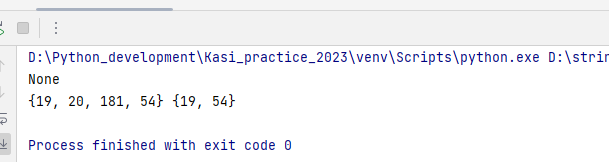 D:\Python_development\Kasi_practice_2023\venv\Scripts\python.exe D:\strin
None
{19, 20, 181, 54} {19, 54}
Process finished with exit code 0